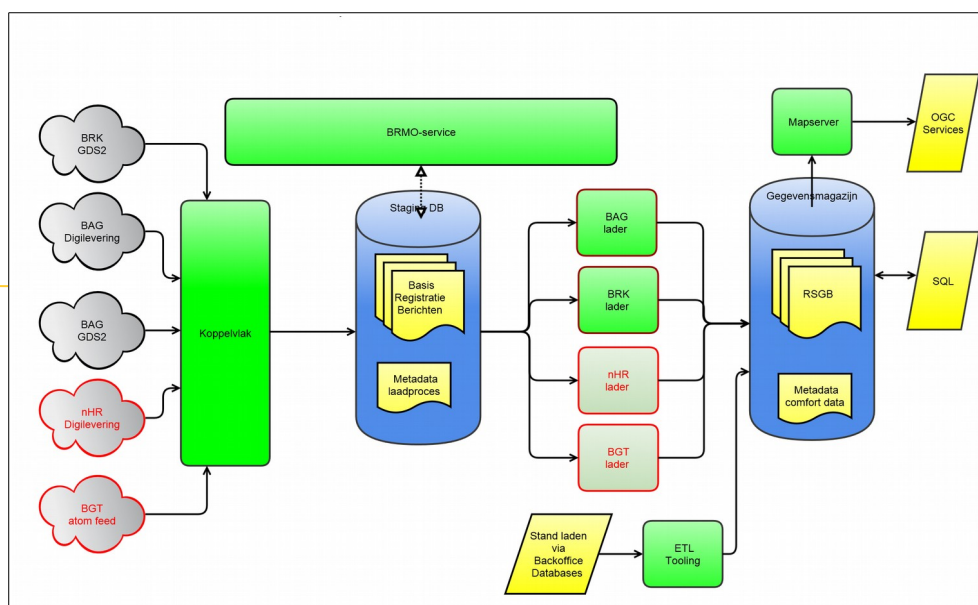 BRK
GDS2
BAG
Digilevering
BAG
GDS2
nHR
Digilevering
BGT
atom feed
Koppelvlak
BRMO-service
Staging DB
Basis
Registratie
Berichten
Metadata
laadproces
BAG
lader
BRK
lader
nHR
lader
BGT
lader
Stand laden
via
Backoffice
Databases
ETL
Tooling
Mapserver
OGC
Services
Gegevensmagazijn
RSGB
Metadata
comfort data
SQL